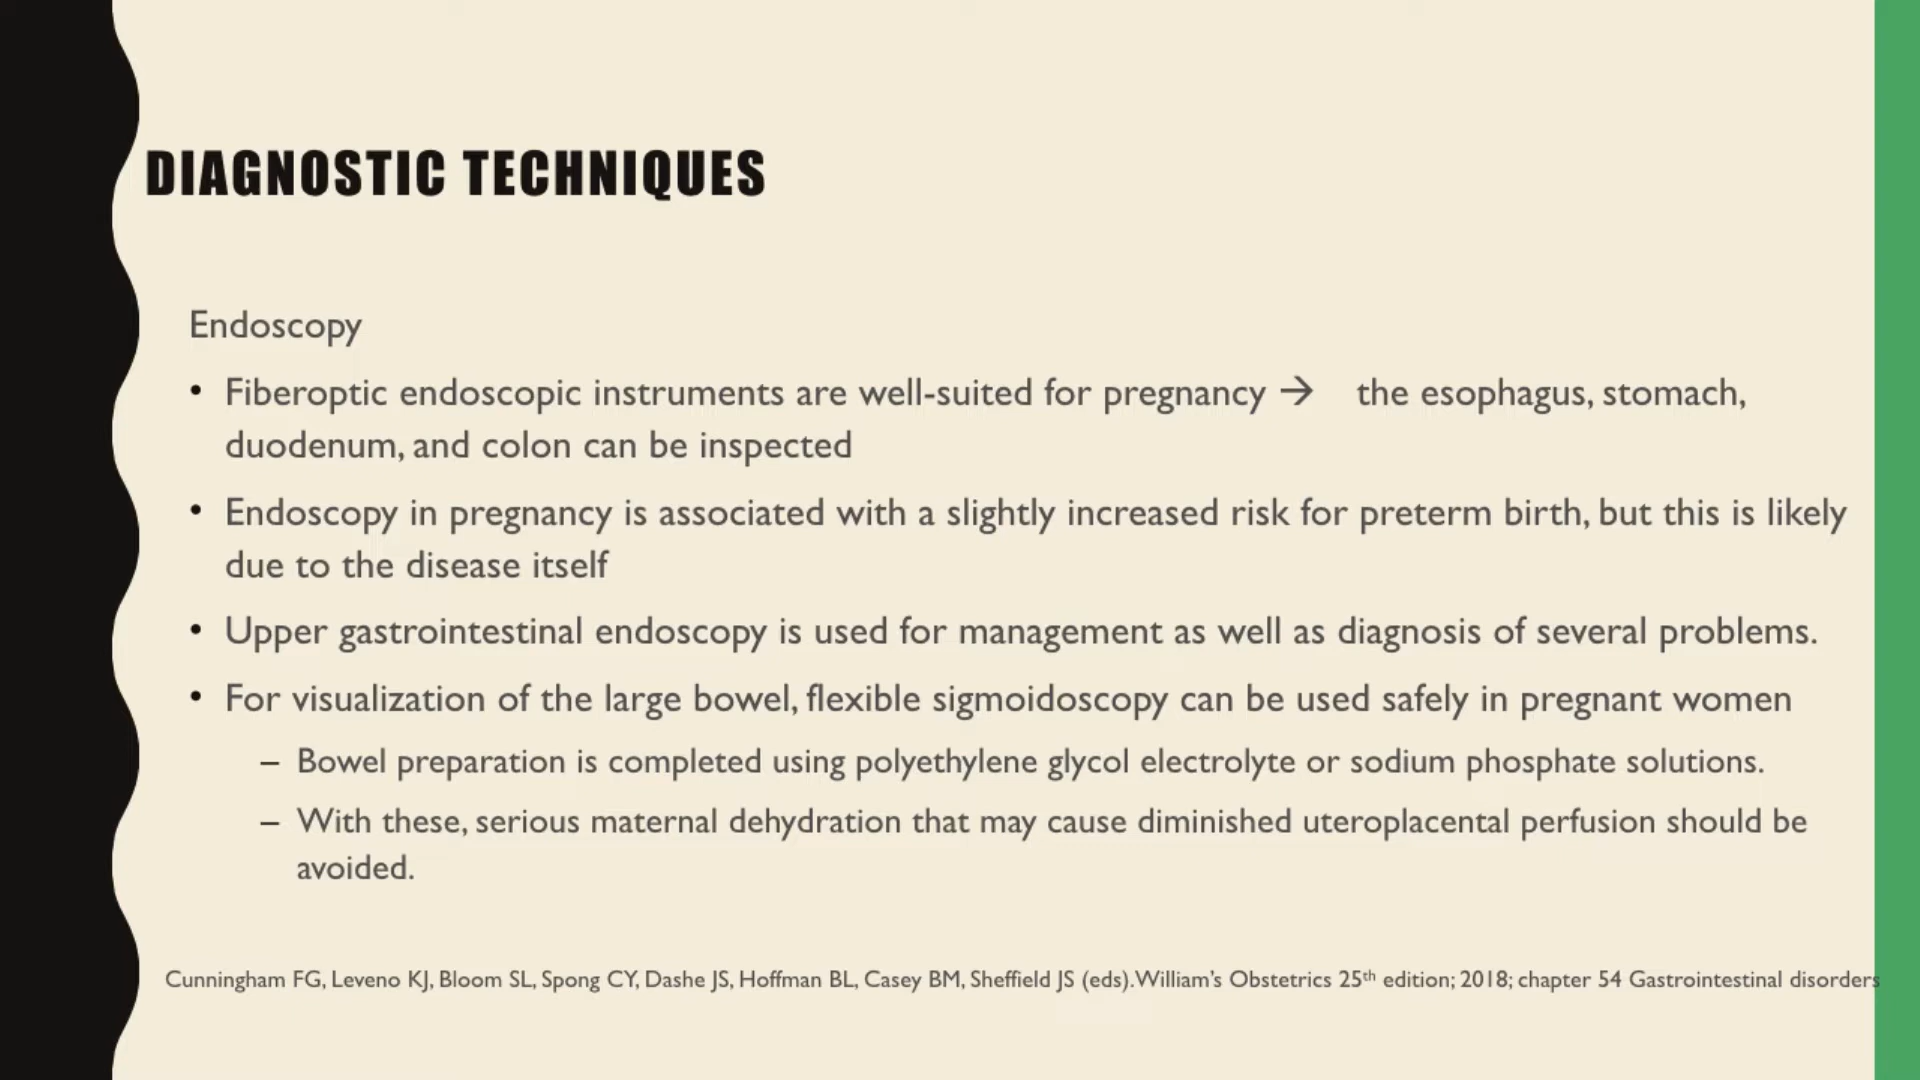 DIAGNOSTIC TECHNIQUES
Endoscopy
• Fiberoptic endoscopic instruments are well-suited for pregnancy → the esophagus, stomach,
duodenum, and colon can be inspected
• Endoscopy in pregnancy is associated with a slightly increased risk for preterm birth, but this is likely
due to the disease itself
• Upper gastrointestinal endoscopy is used for management as well as diagnosis of several problems.
• For visualization of the large bowel, flexible sigmoidoscopy can be used safely in pregnant women
– Bowel preparation is completed using polyethylene glycol electrolyte or sodium phosphate solutions.
– With these, serious maternal dehydration that may cause diminished uteroplacental perfusion should be
avoided.
Cunningham FG, Leveno KJ, Bloom SL, Spong CY, Dashe JS, Hoffman BL, Casey BM, Sheffield JS (eds).William's Obstetrics 25th edition; 2018; chapter 54 Gastrointestinal disorders